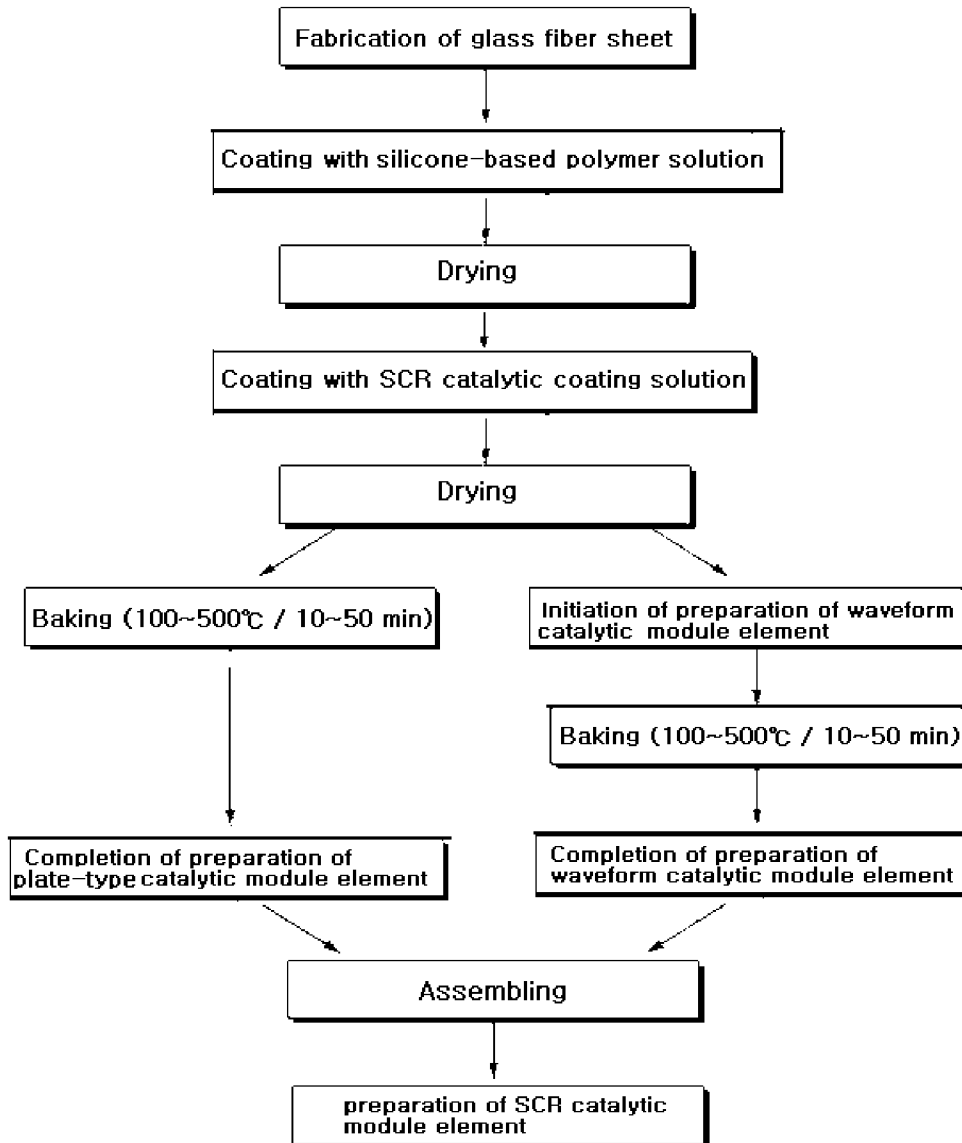 Fabrication of glass fiber sheet
Coating with silicone-based polymer solution
Drying
Coating with SCR catalytic coating solution
Drying
Baking (100~500℃ / 10~50 min)
Initiation of preparation of waveform
catalytic module element
Baking (100~500℃ / 10~50 min)
Completion of preparation of
plate-type catalytic module element
Completion of preparation of
waveform catalytic module element
Assembling
preparation of SCR catalytic
module element